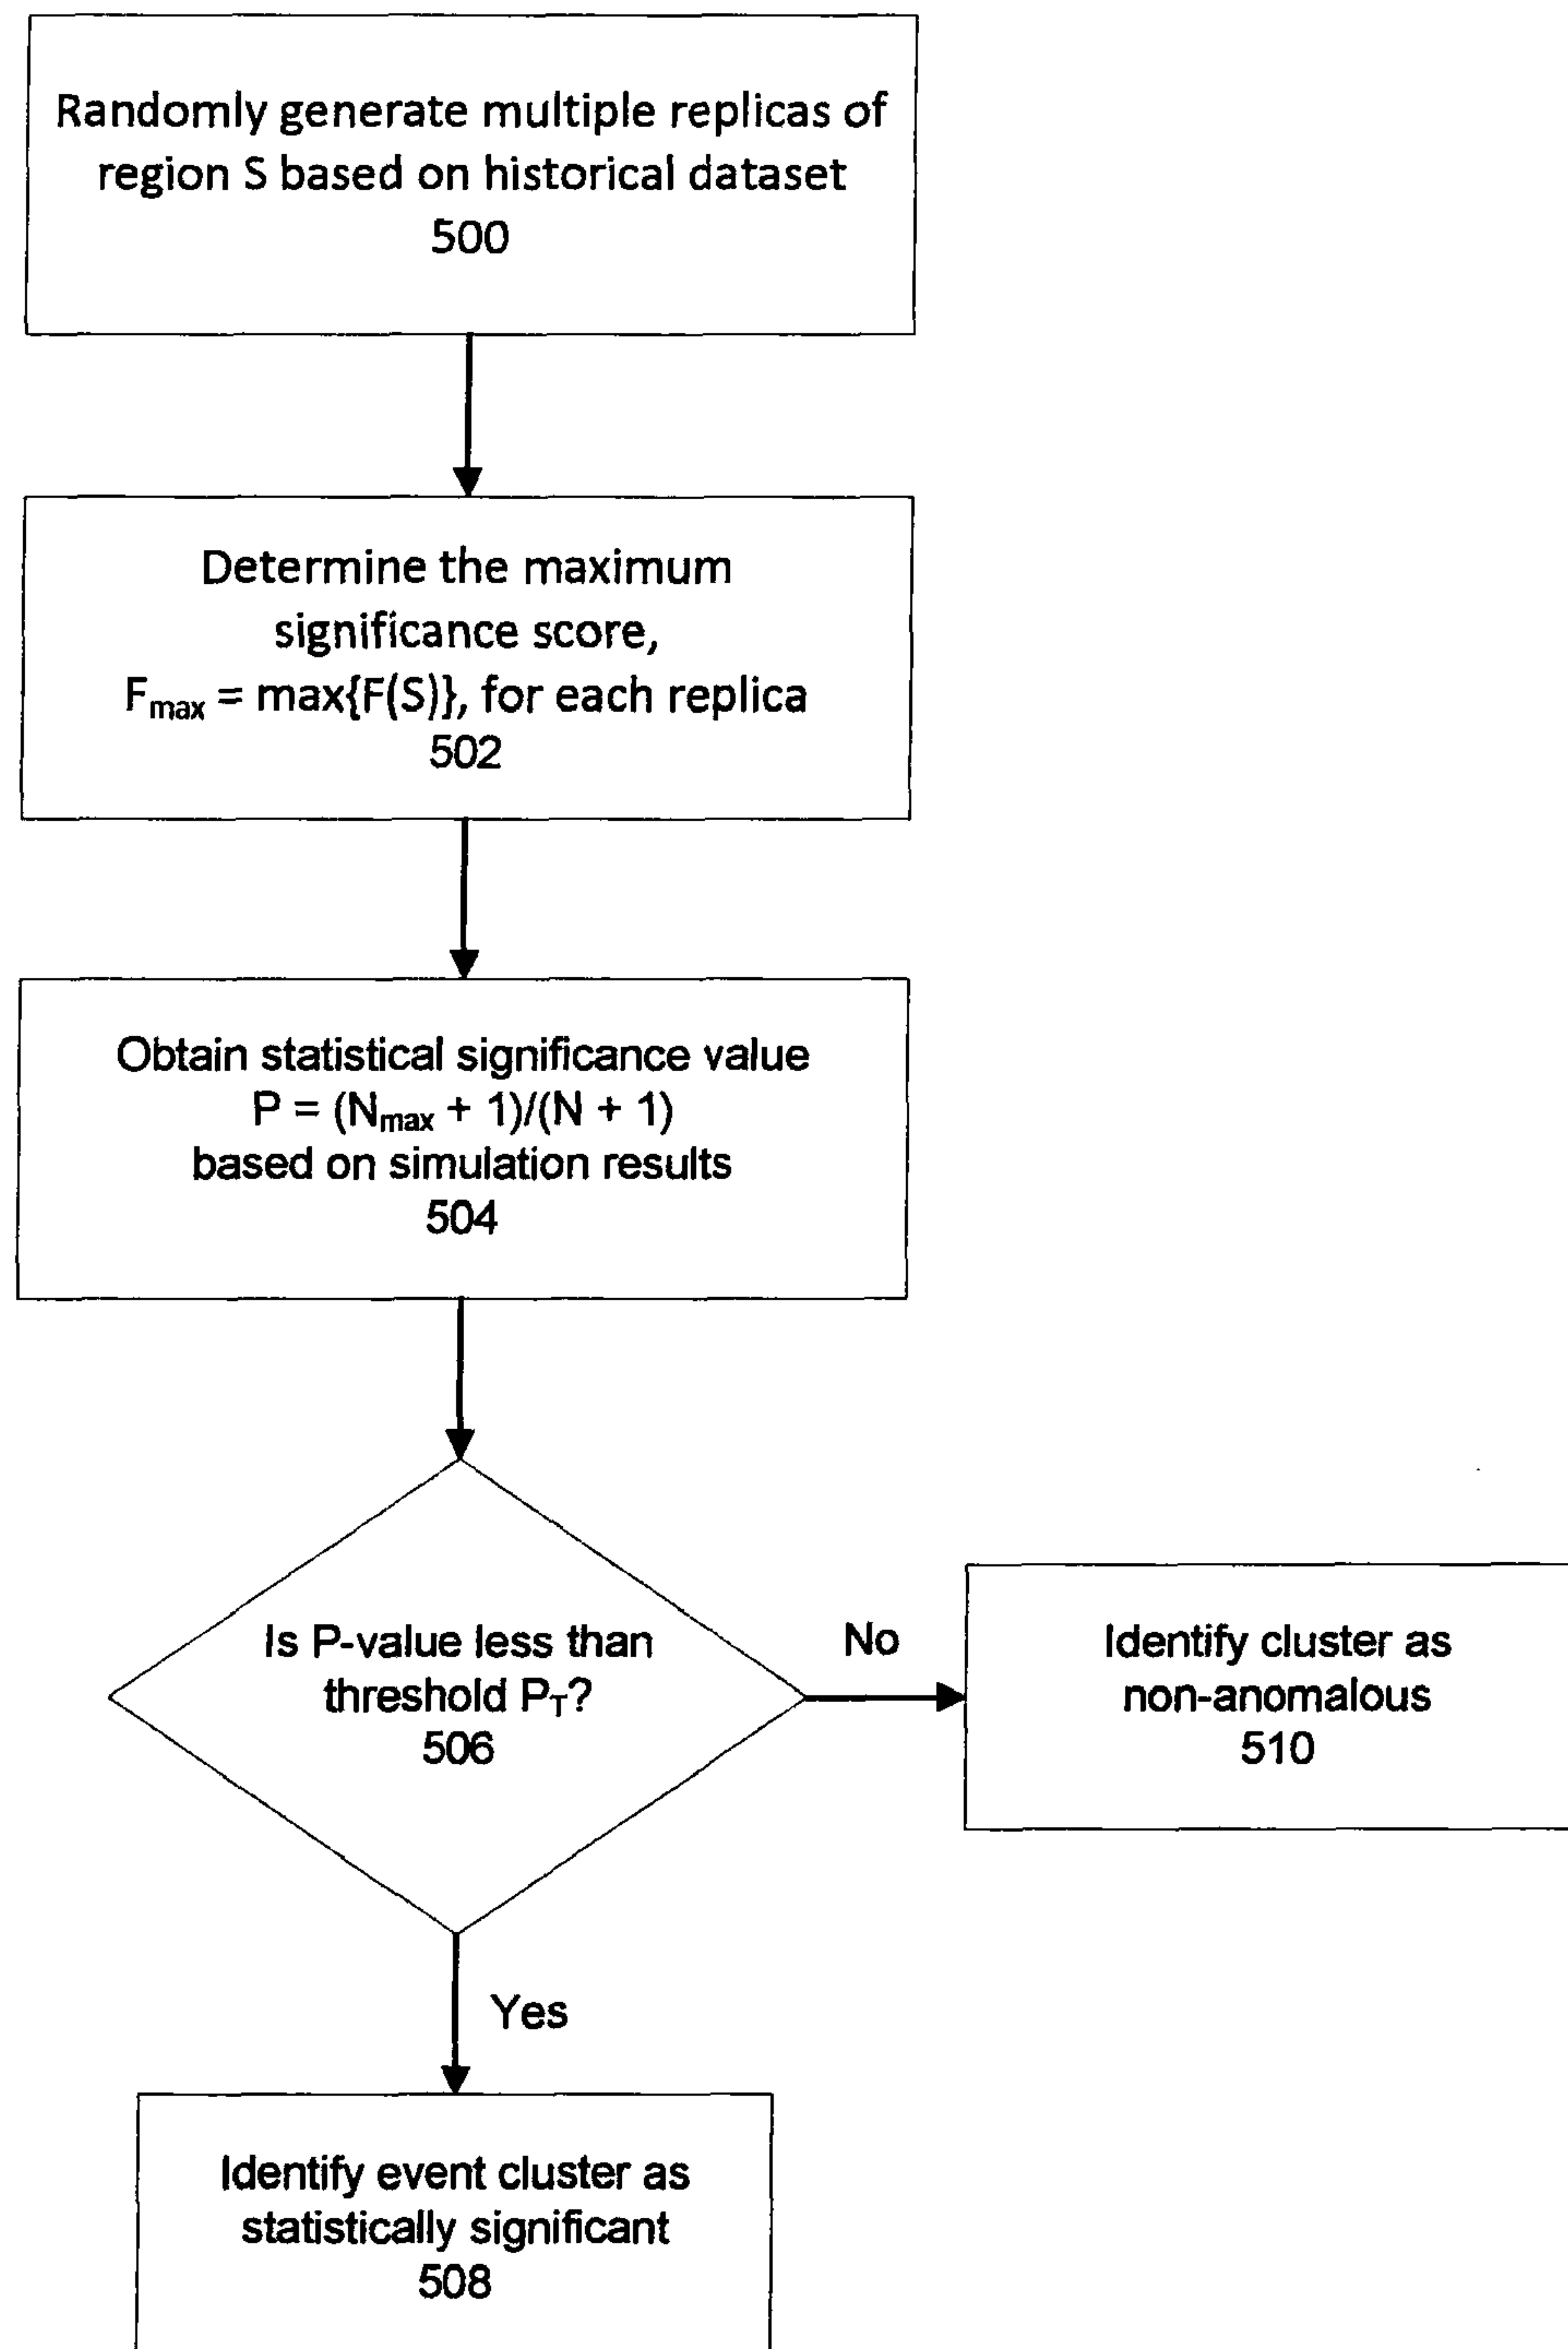 Randomly generate multiple replicas of
region S based on historical dataset
500
Determine the maximum
significance score,
Fmax = max{F(S)}, for each replica
502
Obtain statistical significance value
P = (Nmax + 1)/(N + 1)
based on simulation results
504
Is P-value less than
threshold PT?
506
No
Identify cluster as
non-anomalous
510
Yes
Identify event cluster as
statistically significant
508